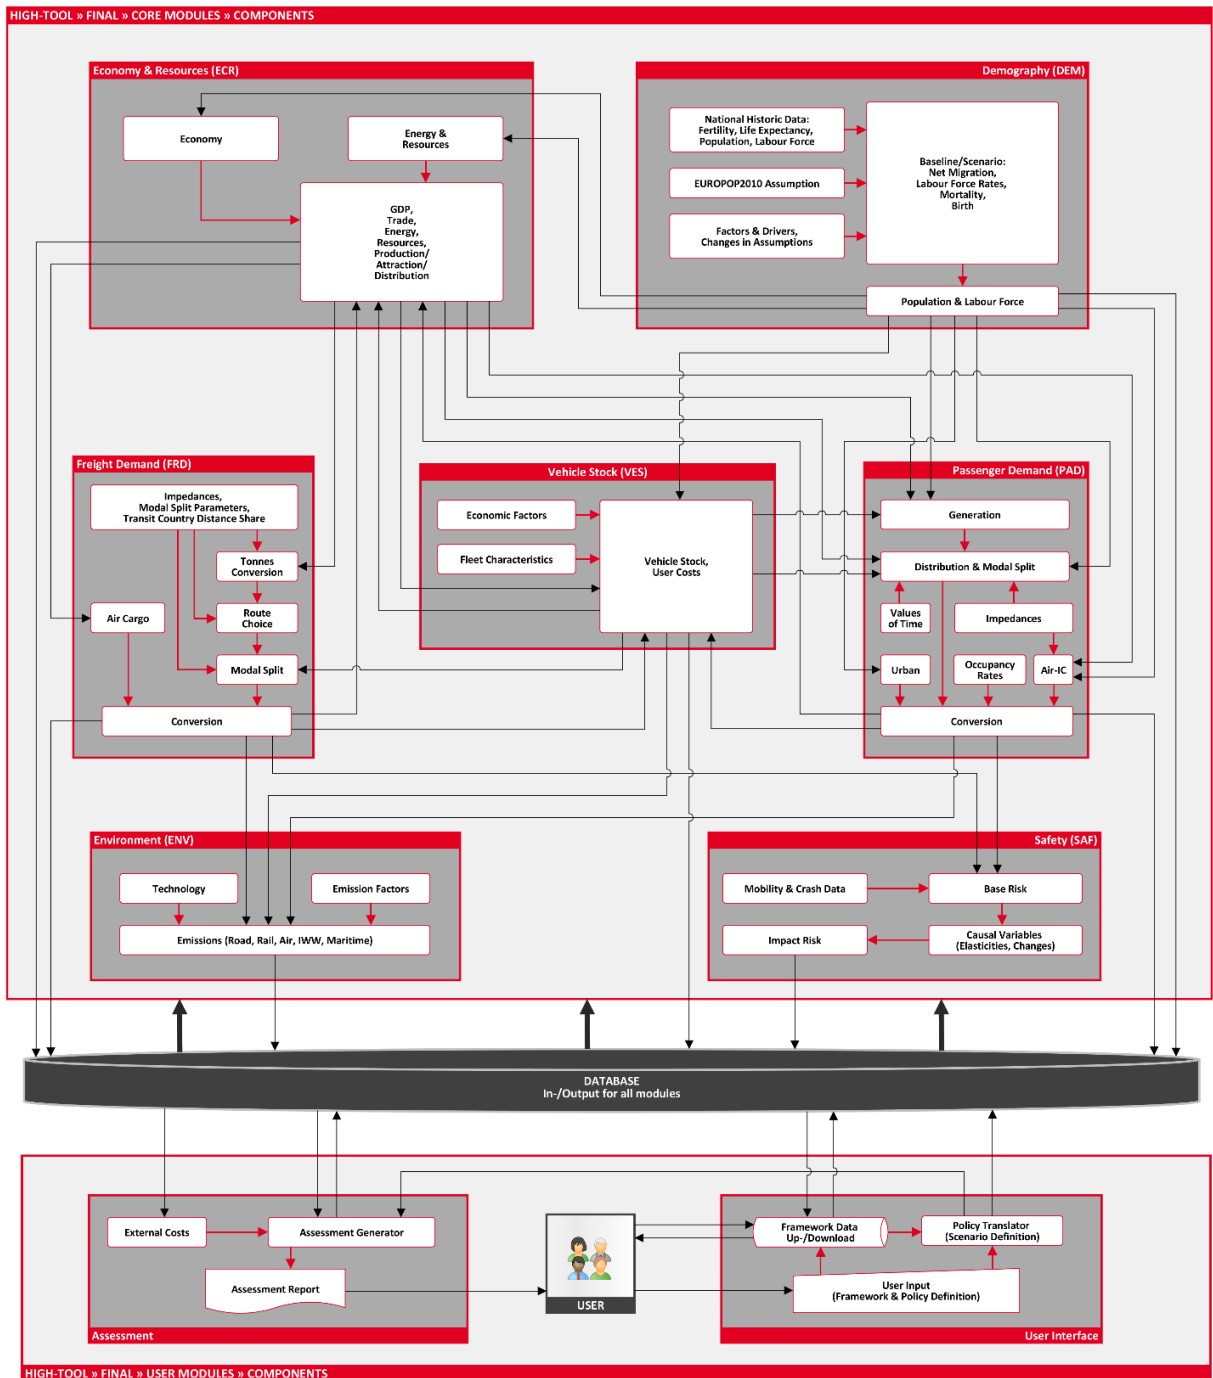 HIGH-TOOL » FINAL » CORE MODULES » COMPONENTS
Economy & Resources (ECR)
Economy
Energy &
Resources
GDP,
Trade,
Energy,
Resources,
Production/
Attraction/
Distribution
Demography (DEM)
National Historic Data:
Fertility, Life Expectancy,
Population, Labour Force
EUROPOP2010 Assumption
Factors & Drivers,
Changes in Assumptions
Baseline/Scenario:
Net Migration,
Labour Force Rates,
Mortality,
Birth
Population & Labour Force
Freight Demand (FRD)
Impedances,
Modal Split Parameters,
Transit Country Distance Share
Tonnes
Conversion
Air Cargo
Route
Choice
Modal Split
Conversion
Vehicle Stock (VES)
Economic Factors
Fleet Characteristics
Vehicle Stock,
User Costs
Passenger Demand (PAD)
Generation
Distribution & Modal Split
Values
of Time
Impedances
Urban
Occupancy
Rates
Air-IC
Conversion
Environment (ENV)
Technology
Emission Factors
Emissions (Road, Rail, Air, IWW, Maritime)
Safety (SAF)
Mobility & Crash Data
Base Risk
Impact Risk
Causal Variables
(Elasticities, Changes)
DATABASE
In-/Output for all modules
External Costs
Assessment Generator
Assessment Report
Assessment
USER
Framework Data
Up-/Download
Policy Translator
(Scenario Definition)
User Input
(Framework & Policy Definition)
User Interface
HIGH-TOOL » FINAL » USER MODULES » COMPONENTS